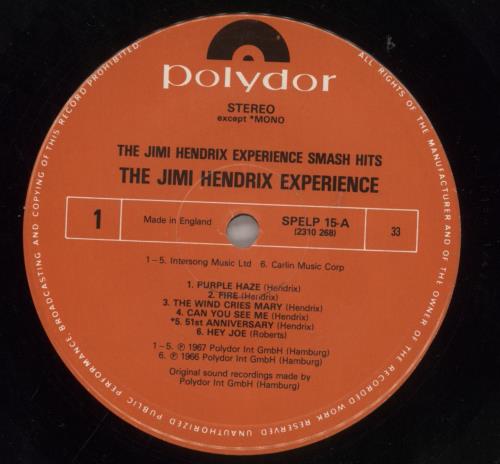 polydor
STEREO
except *MONO
THE JIMI HENDRIX EXPERIENCE SMASH HITS
THE JIMI HENDRIX EXPERIENCE
1
Made in England
SPELP 15-A
(2310 268)
33
1–5. Intersong Music Ltd 6. Carlin Music Corp
1. PURPLE HAZE (Hendrix)
2. FIRE (Hendrix)
3. THE WIND CRIES MARY (Hendrix)
4. CAN YOU SEE ME (Hendrix)
*5. 51st ANNIVERSARY (Hendrix)
6. HEY JOE (Roberts)
1–5. ℗ 1967 Polydor Int GmbH (Hamburg)
6. ℗ 1966 Polydor Int GmbH (Hamburg)
Original sound recordings made by
Polydor Int GmbH (Hamburg)
ALL RIGHTS OF THE MANUFACTURER AND OF THE OWNER OF THE RECORDED WORK RESERVED UNAUTHORIZED PUBLIC PERFORMANCE, BROADCASTING AND COPYING OF THIS RECORD PROHIBITED